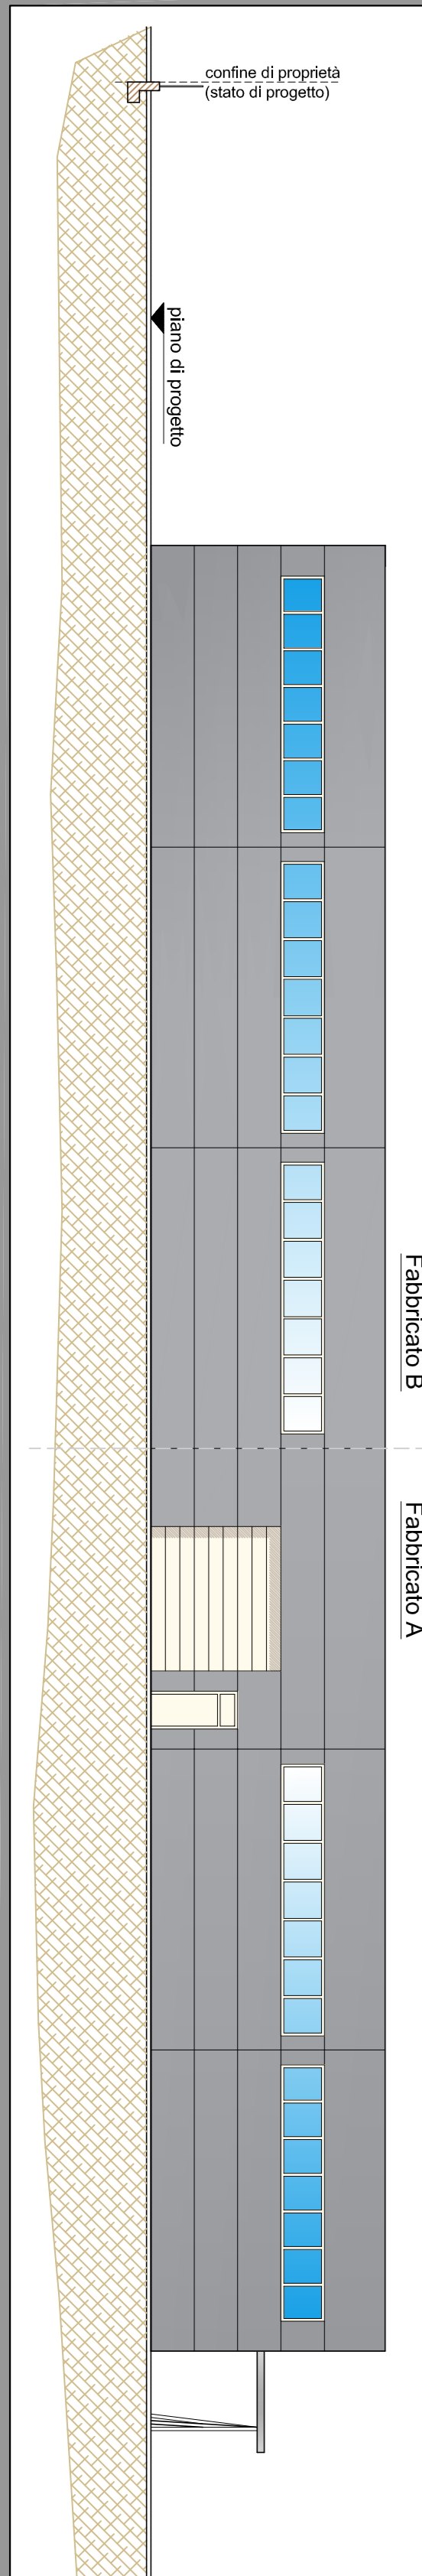 confine di proprietà
(stato di progetto)
piano di progetto
Fabbricato B
Fabbricato A